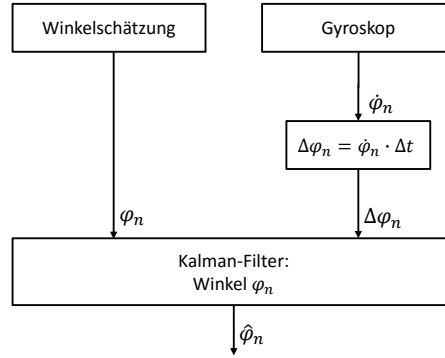 Winkelschätzung
Gyroskop
φ̇ₙ
Δφₙ = φ̇ₙ · Δt
φₙ
Δφₙ
Kalman-Filter:
Winkel φₙ
φ̂ₙ